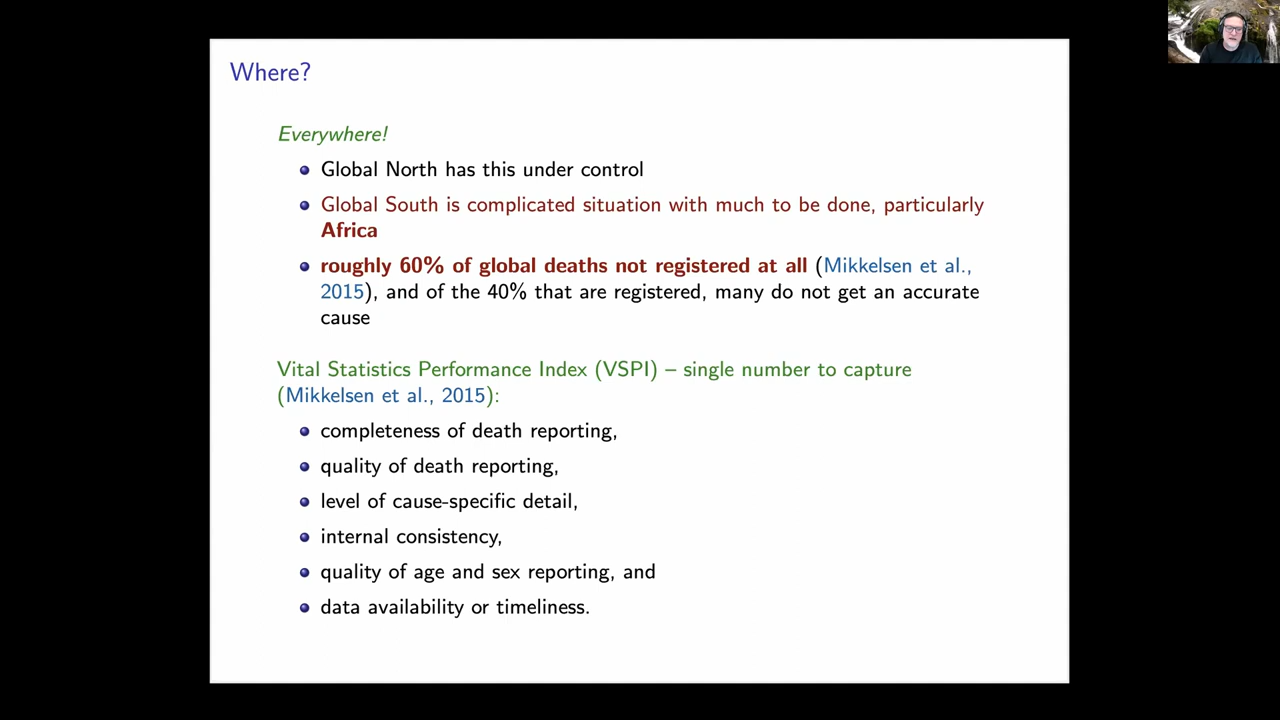 Where?
Everywhere!
Global North has this under control
Global South is complicated situation with much to be done, particularly
Africa
roughly 60% of global deaths not registered at all (Mikkelsen et al.,
2015), and of the 40% that are registered, many do not get an accurate
cause
Vital Statistics Performance Index (VSPI) – single number to capture
(Mikkelsen et al., 2015):
completeness of death reporting,
quality of death reporting,
level of cause-specific detail,
internal consistency,
quality of age and sex reporting, and
data availability or timeliness.